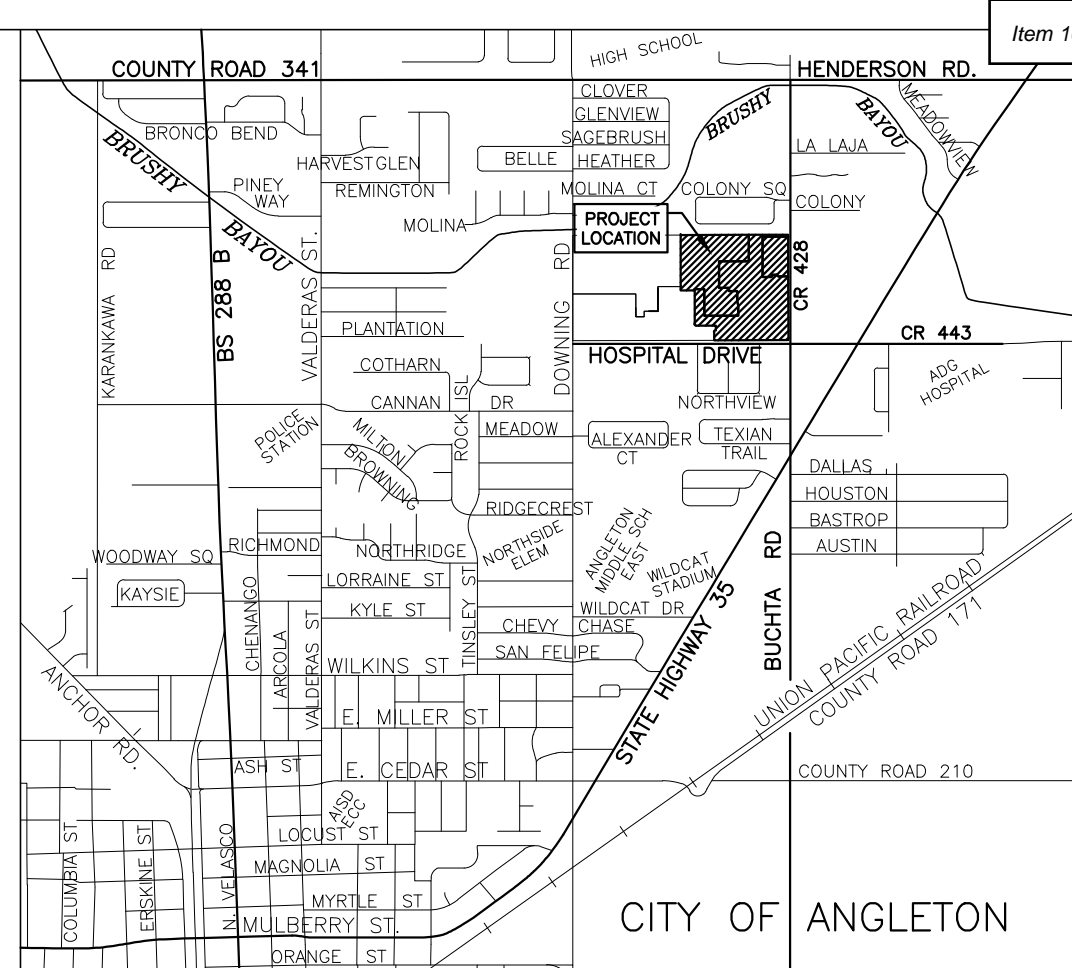 Item 1
HIGH SCHOOL
COUNTY ROAD 341
HENDERSON RD.
CLOVER
GLENVIEW
SAGEBRUSH
HEATHER
BELLE
BRUSHY
BAYOU
MEADOWVIEW
LA LAJA
BRONCO BEND
BRUSHY
BAYOU
HARVEST GLEN
REMINGTON
PINEY
WAY
MOLINA CT
COLONY SQ
COLONY
MOLINA
PROJECT
LOCATION
KARANKAWA RD
BS 288 B
VALDERAS ST.
DOWNING RD
CR 428
PLANTATION
CR 443
HOSPITAL DRIVE
COTHARN
CANNAN DR
ROCK ISL
ADG
HOSPITAL
NORTHVIEW
POLICE
STATION
MILTON
BROWNING
MEADOW
ALEXANDER
CT
TEXIAN
TRAIL
DALLAS
HOUSTON
BASTROP
AUSTIN
RIDGECREST
RICHMOND
WOODWAY SQ
NORTHRIDGE
NORTHSIDE
ELEM
ANGLETON
MIDDLE SCH
EAST
WILDCAT
STADIUM
KAYSIE
CHENANGO
ARCOLA
VALDERAS ST
LORRAINE ST
KYLE ST
TINSLEY ST
WILDCAT DR
CHEVY CHASE
SAN FELIPE
WILKINS ST
STATE HIGHWAY 35
BUCHTA RD
UNION PACIFIC RAILROAD
COUNTY ROAD 171
ANCHOR RD.
E. MILLER ST
ASH ST
E. CEDAR ST
COUNTY ROAD 210
AISD
ECC
LOCUST ST
COLUMBIA ST
ERSKINE ST
N. VELASCO
MAGNOLIA ST
MYRTLE ST
MULBERRY ST.
ORANGE ST
CITY OF ANGLETON